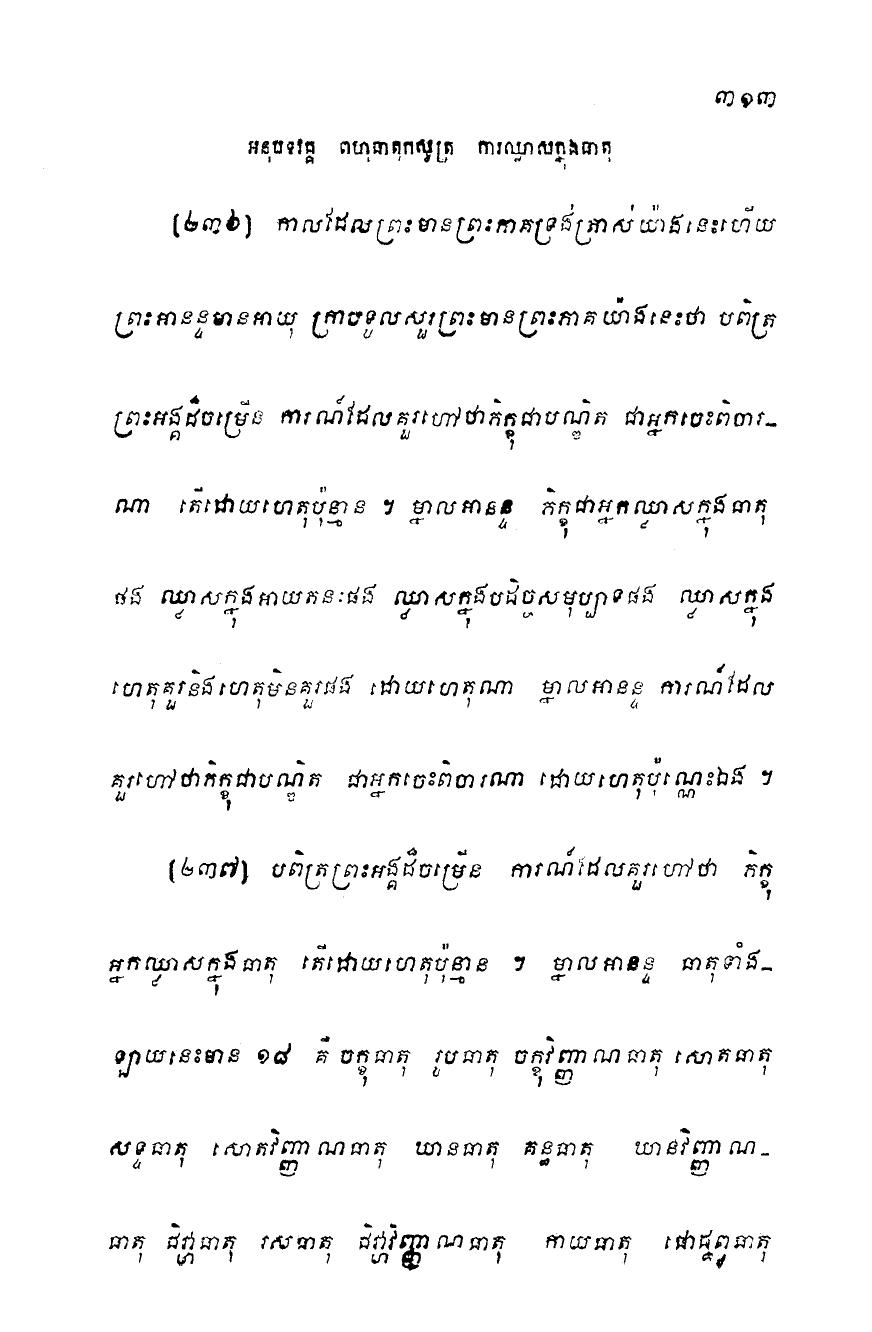 ៣១៣
អនុបទវគ្គ ពហុធាតុកសូត្រ ការឈ្លាសក្នុងធាតុ
[២៣៦] កាលដែលព្រះមានព្រះភាគទ្រង់ត្រាស់យ៉ាងនេះហើយ
ព្រះអានន្ទមានអាយុ ក្រាបទូលសួរព្រះមានព្រះភាគយ៉ាងនេះថា បពិត្រ
ព្រះអង្គដ៏ចម្រើន ការណ៍ដែលគួរហៅថាភិក្ខុជាបណ្ឌិត ជាអ្នកចេះពិចារ-
ណា តើដោយហេតុប៉ុន្មាន ។ ម្នាលអានន្ទ ភិក្ខុជាអ្នកឈ្លាសក្នុងធាតុ
ផង ឈ្លាសក្នុងអាយតនៈផង ឈ្លាសក្នុងបដិច្ចសមុប្បាទផង ឈ្លាសក្នុង
ហេតុគួរនិងហេតុមិនគួរផង ដោយហេតុណា ម្នាលអានន្ទ ការណ៍ដែល
គួរហៅថាភិក្ខុជាបណ្ឌិត ជាអ្នកចេះពិចារណា ដោយហេតុប៉ុណ្ណេះឯង ។
[២៣៧] បពិត្រព្រះអង្គដ៏ចម្រើន ការណ៍ដែលគួរហៅថា ភិក្ខុ
អ្នកឈ្លាសក្នុងធាតុ តើដោយហេតុប៉ុន្មាន ។ ម្នាលអានន្ទ ធាតុទាំង-
ឡាយនេះមាន ១៨ គឺ ចក្ខុធាតុ រូបធាតុ ចក្ខុវិញ្ញាណធាតុ សោតធាតុ
សទ្ទធាតុ សោតវិញ្ញាណធាតុ ឃានធាតុ គន្ធធាតុ ឃានវិញ្ញាណ-
ធាតុ ជិវ្ហាធាតុ រសធាតុ ជិវ្ហាវិញ្ញាណធាតុ កាយធាតុ ផោដ្ឋព្វធាតុ